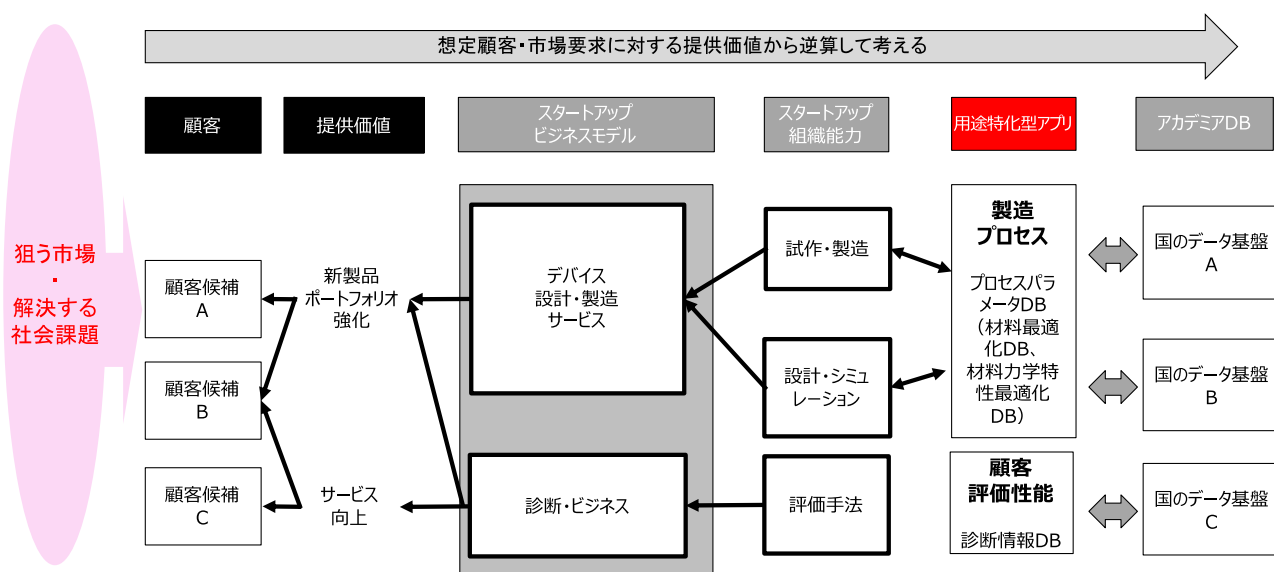 想定顧客・市場要求に対する提供価値から逆算して考える
顧客
提供価値
スタートアップ
ビジネスモデル
スタートアップ
組織能力
用途特化型アプリ
アカデミアDB
狙う市場
・
解決する
社会課題
顧客候補
A
顧客候補
B
顧客候補
C
新製品
ポートフォリオ
強化
サービス
向上
デバイス
設計・製造
サービス
診断・ビジネス
試作・製造
設計・シミュ
レーション
評価手法
製造
プロセス
プロセスパラ
メータDB
（材料最適
化DB、
材料力学特
性最適化
DB）
顧客
評価性能
診断情報DB
国のデータ基盤
A
国のデータ基盤
B
国のデータ基盤
C